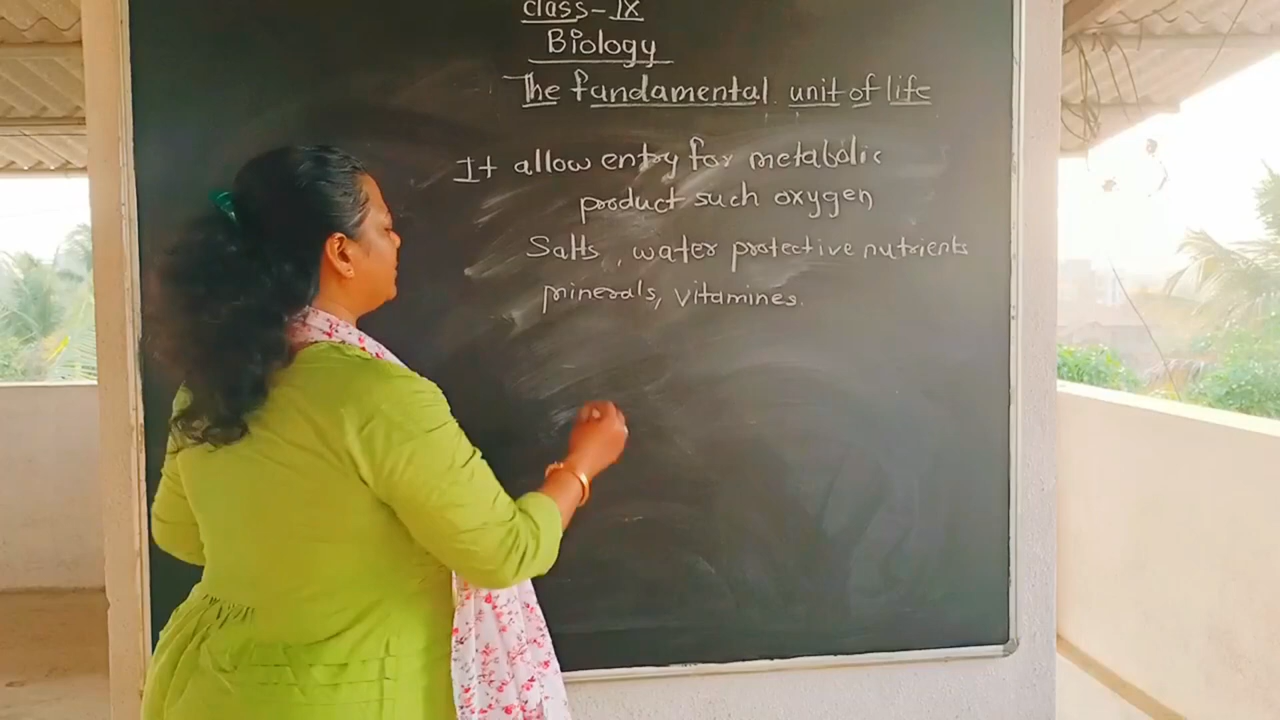 class-IX
Biology
The fandamental unit of life
It allow entry for metabolic
product such oxygen
Salts, water protective nutrients
minerals, vitamines.